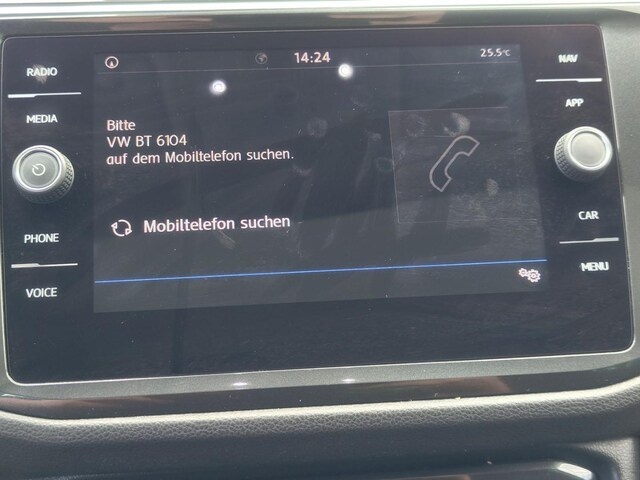 14:24
25.5°C
RADIO
MEDIA
PHONE
VOICE
Bitte
VW BT 6104
auf dem Mobiltelefon suchen.
Mobiltelefon suchen
NAV
APP
CAR
MENU